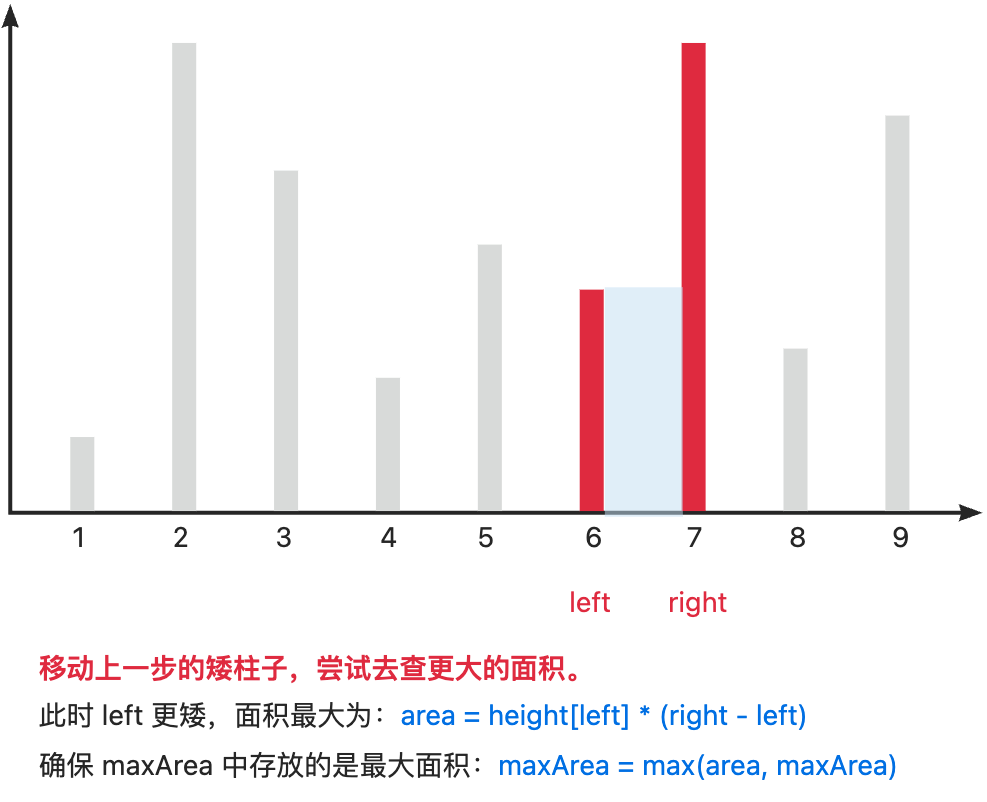 1 2 3 4 5 6 7 8 9
left right
移动上一步的矮柱子，尝试去查更大的面积。
此时 left 更矮，面积最大为：area = height[left] * (right - left)
确保 maxArea 中存放的是最大面积：maxArea = max(area, maxArea)